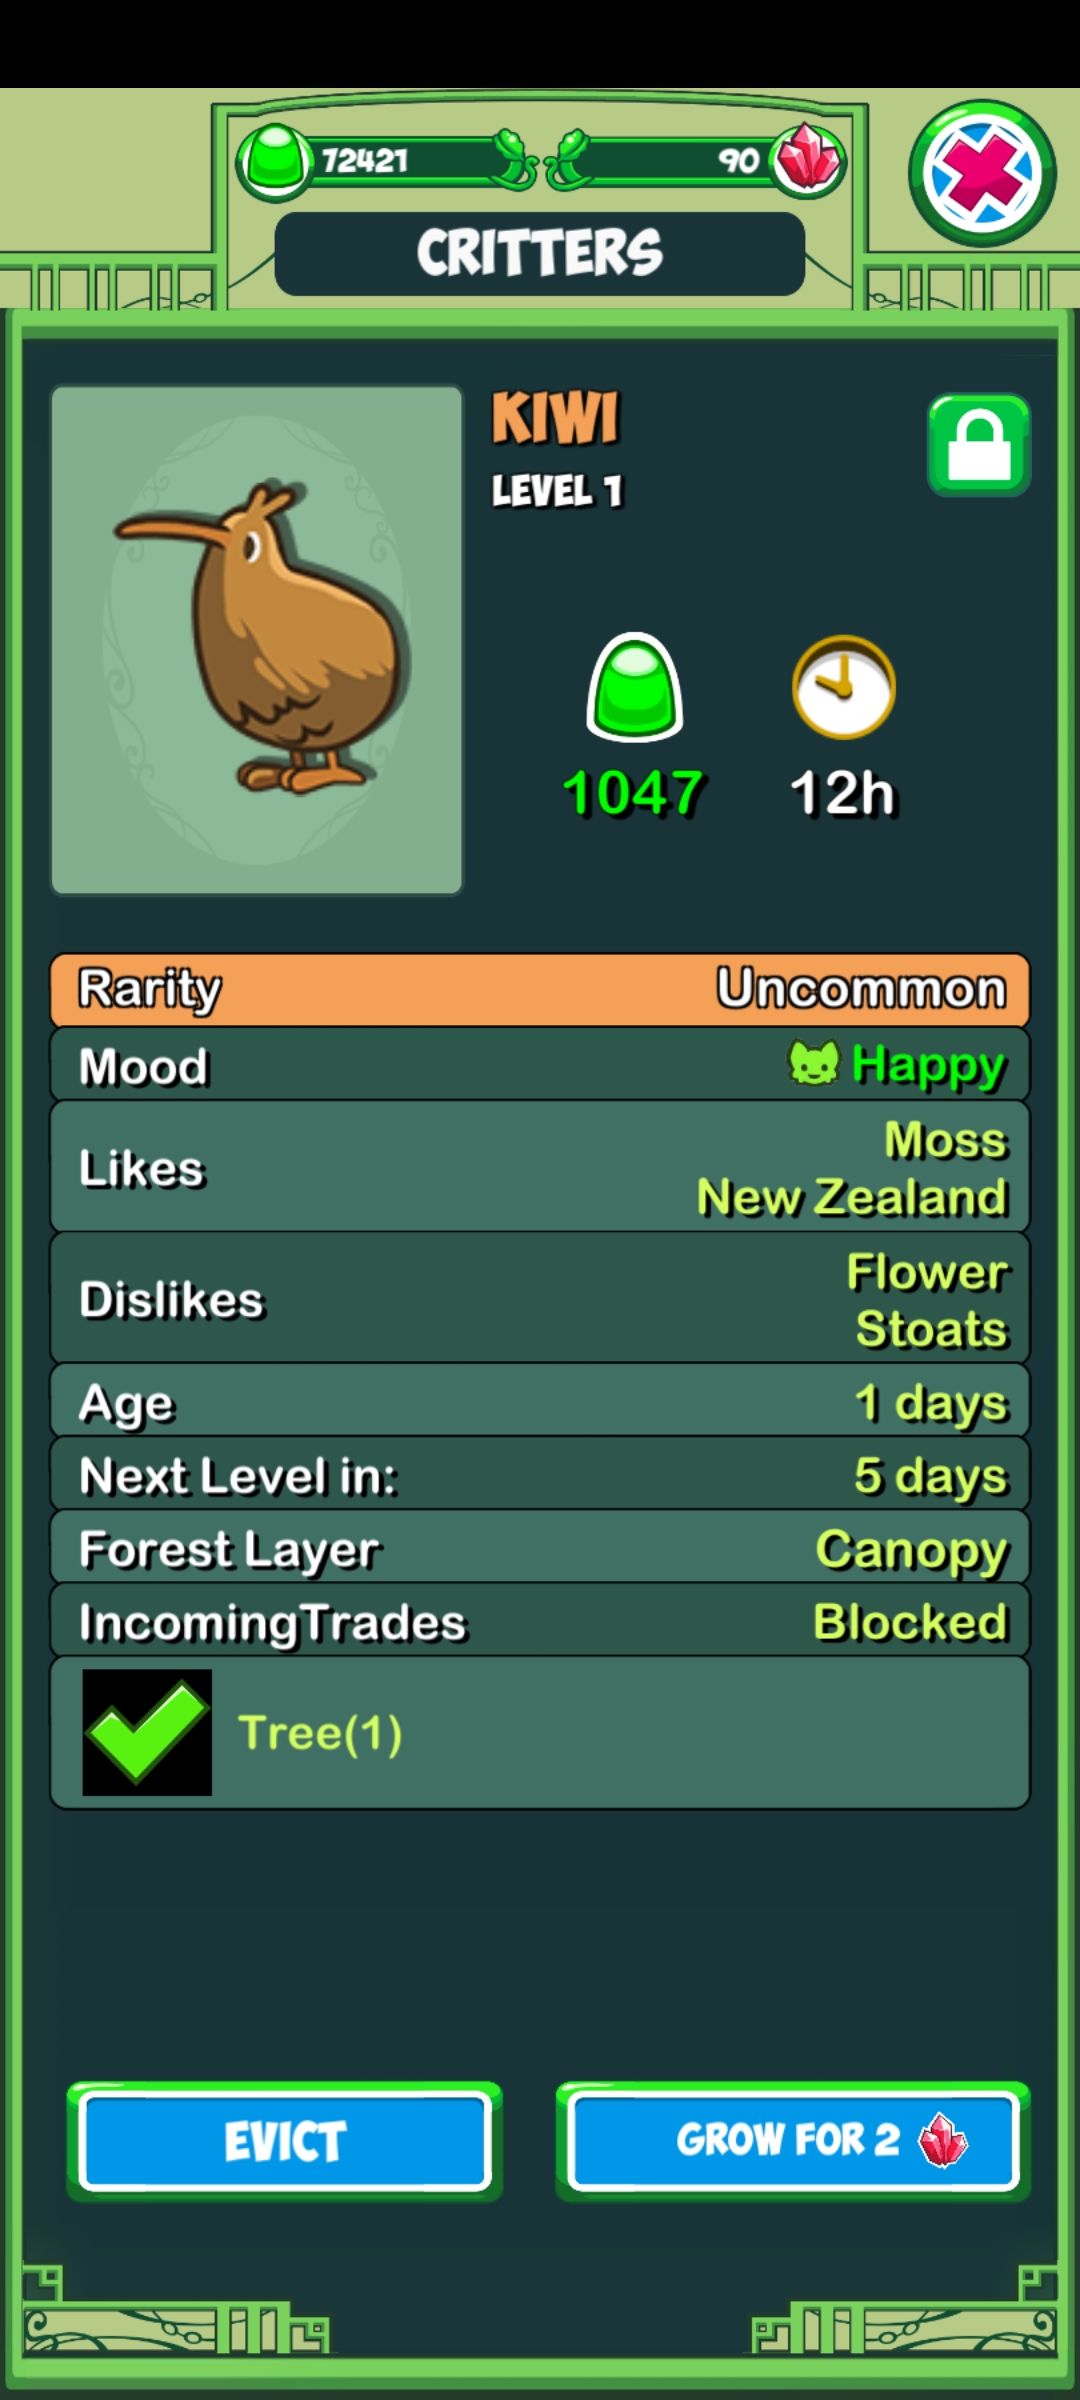 72421
90
CRITTERS
KIWI
LEVEL 1
1047
12h
Rarity Uncommon
Mood Happy
Likes Moss
New Zealand
Dislikes Flower
Stoats
Age 1 days
Next Level in: 5 days
Forest Layer Canopy
IncomingTrades Blocked
Tree(1)
EVICT
GROW FOR 2